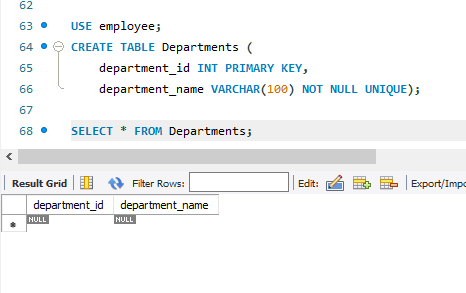 62
63 USE employee;
64 CREATE TABLE Departments (
65 department_id INT PRIMARY KEY,
66 department_name VARCHAR(100) NOT NULL UNIQUE);
67
68 SELECT * FROM Departments;
Result Grid Filter Rows: Edit: Export/Impo
department_id department_name
NULL NULL